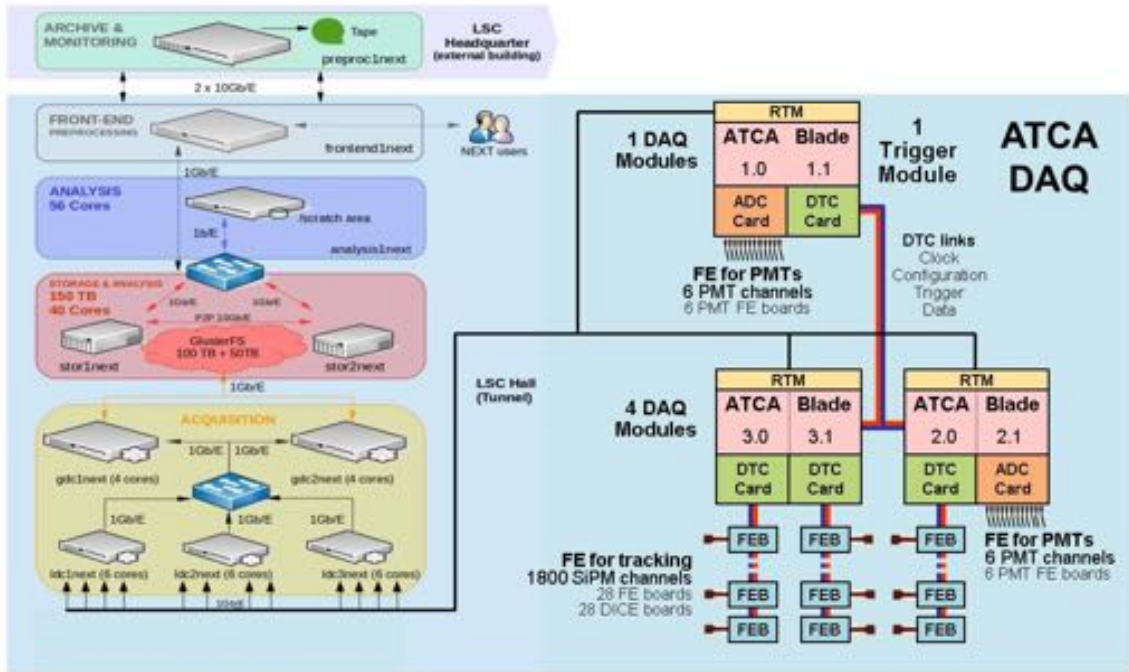 ARCHIVE &
MONITORING
Tape
preproc1next
LSC
Headquarter
(external building)
2 x 10Gb/E
FRONT-END
PREPROCESSING
frontend1next
NEXT users
1Gb/E
ANALYSIS
56 Cores
/scratch area
1b/E
analysis1next
STORAGE & ANALYSIS
150 TB
40 Cores
1Gb/E
1Gb/E
P2P 10Gb/E
GlusterFS
100 TB + 50TB
stor1next
stor2next
1Gb/E
ACQUISITION
1Gb/E
1Gb/E
gdc1next (4 cores)
gdc2next (4 cores)
1Gb/E
1Gb/E
1Gb/E
ldc1next (6 cores)
ldc2next (6 cores)
ldc3next (6 cores)
LSC Hall
(Tunnel)
ATCA
DAQ
1 DAQ
Modules
RTM
ATCA Blade
1.0 1.1
ADC
Card
DTC
Card
1
Trigger
Module
FE for PMTs
6 PMT channels
6 PMT FE boards
DTC links
Clock
Configuration
Trigger
Data
4 DAQ
Modules
RTM
ATCA Blade
3.0 3.1
DTC
Card
DTC
Card
RTM
ATCA Blade
2.0 2.1
DTC
Card
ADC
Card
FEB
FEB
FEB
FE for tracking
1800 SiPM channels
28 FE boards
28 DICE boards
FE for PMTs
6 PMT channels
6 PMT FE boards
FEB
FEB
FEB
FEB
FEB
FEB